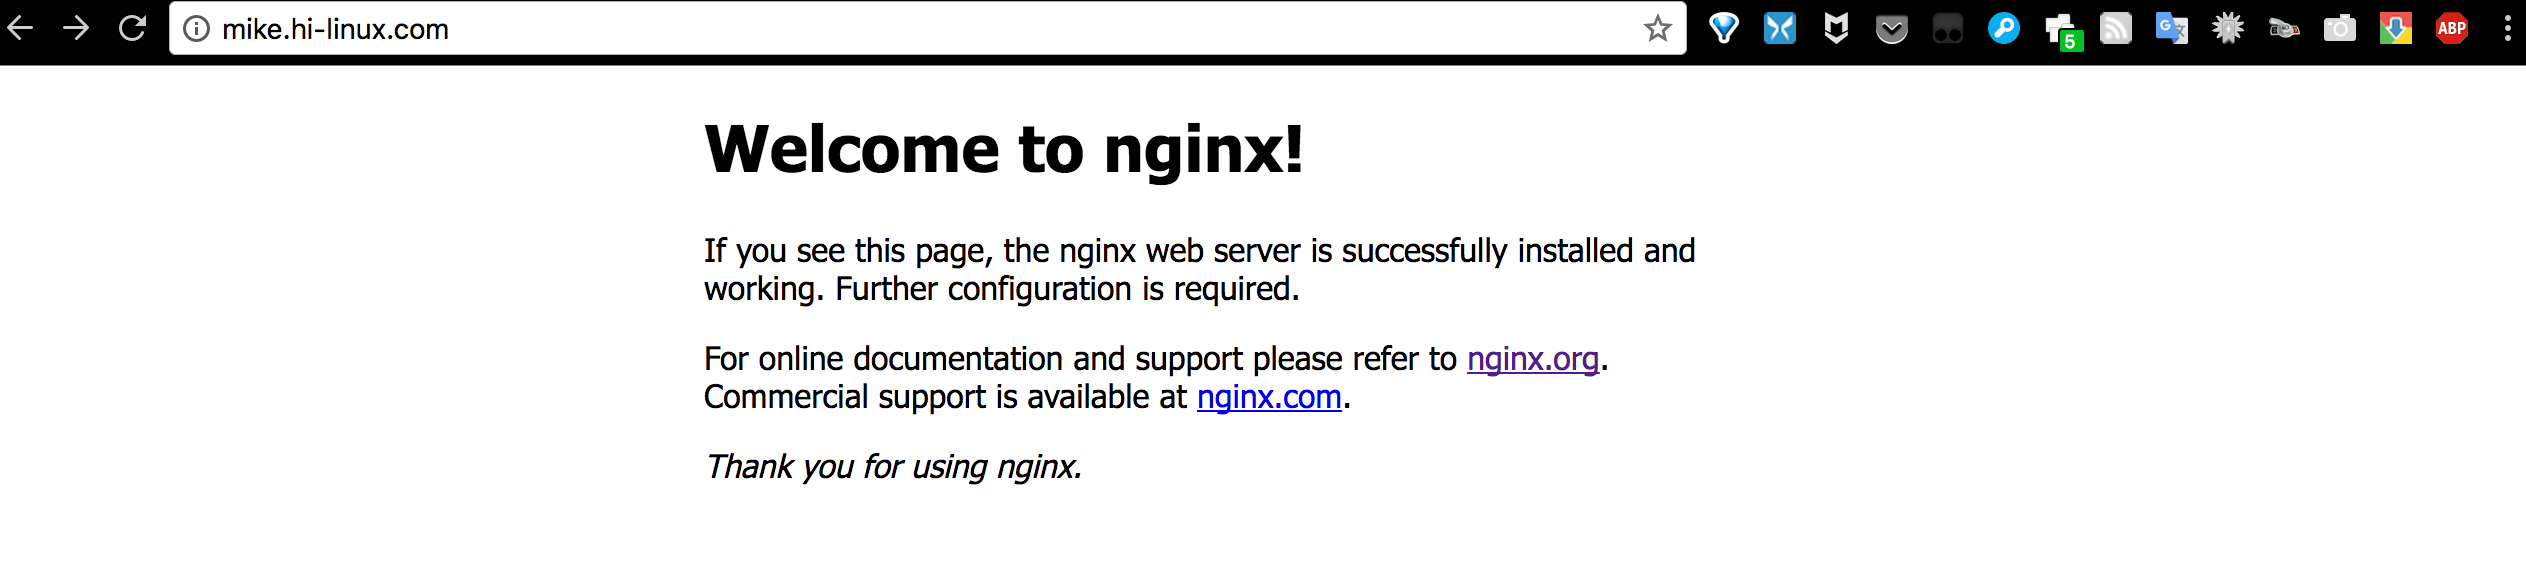 mike.hi-linux.com
5
G
ABP
Welcome to nginx!
If you see this page, the nginx web server is successfully installed and
working. Further configuration is required.
For online documentation and support please refer to nginx.org.
Commercial support is available at nginx.com.
Thank you for using nginx.